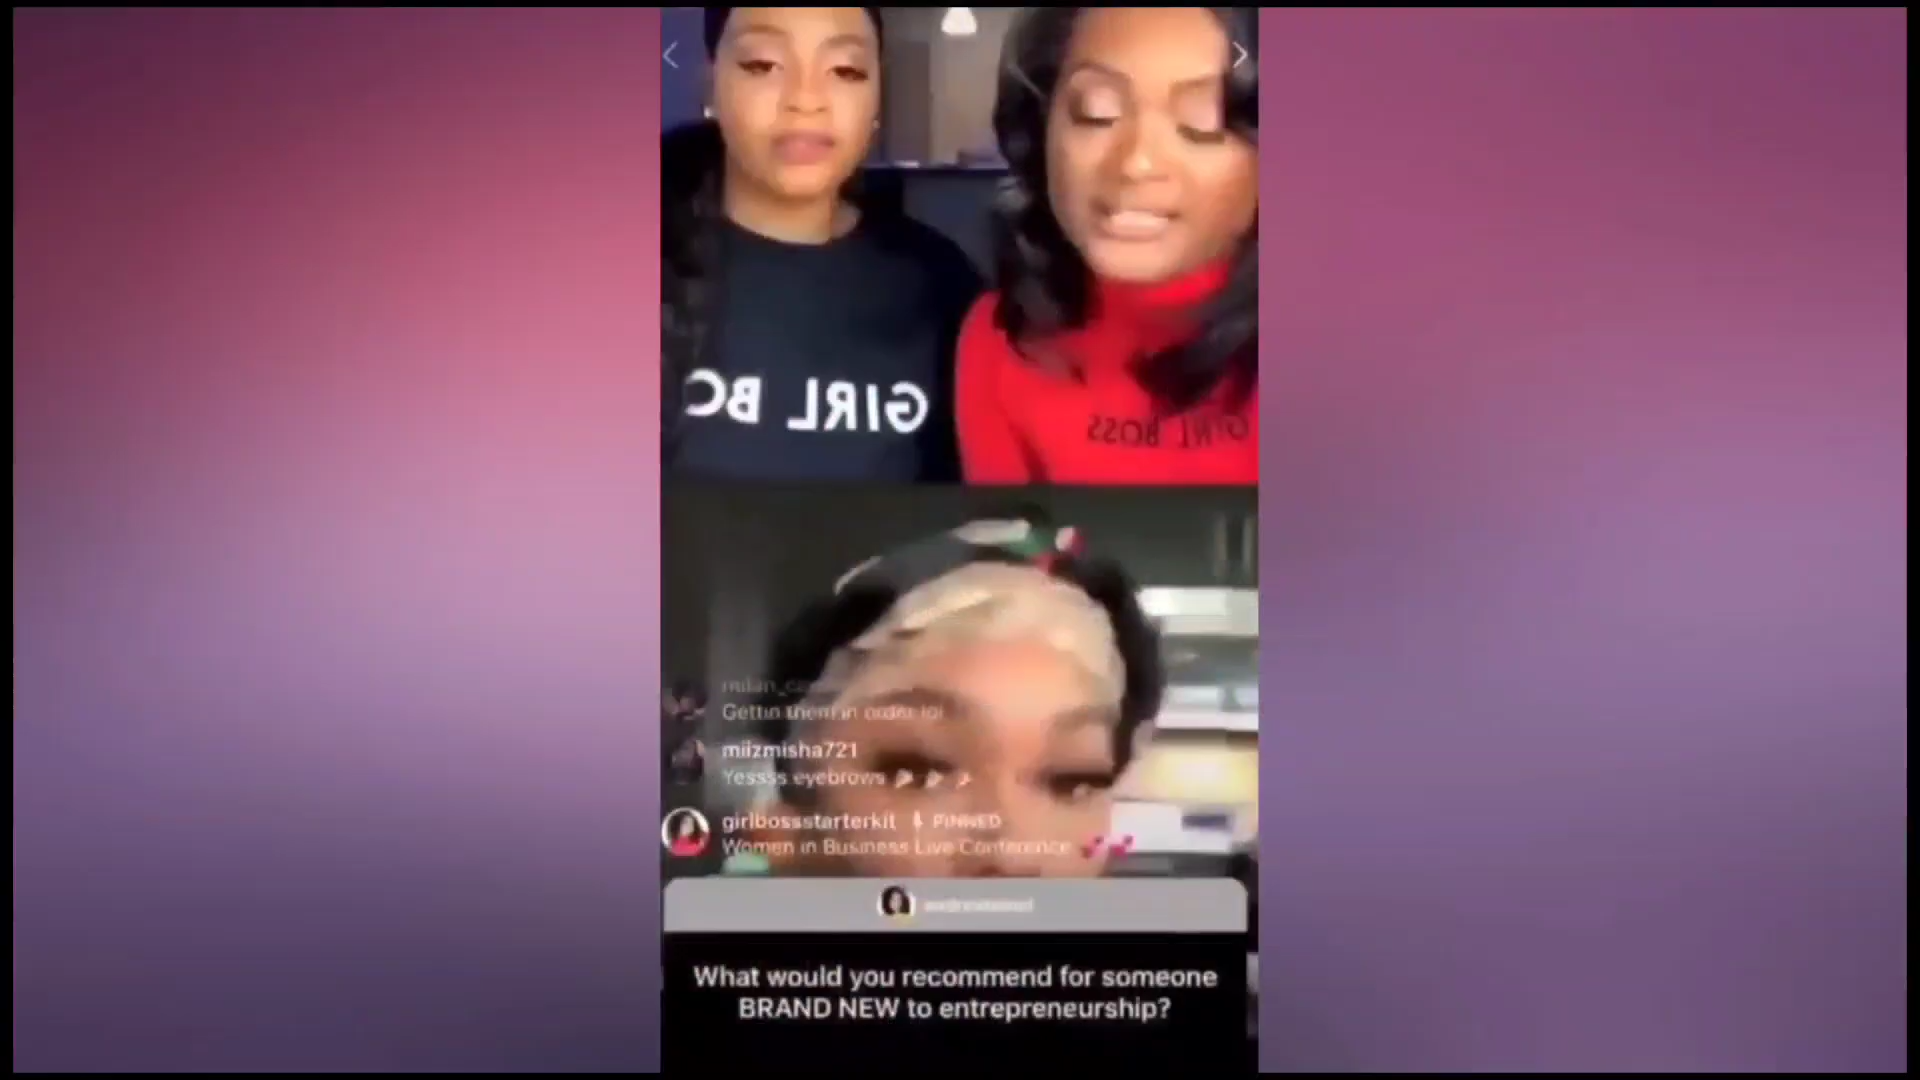 GIRL BO
GIRL BOSS
Gettin them in order lol
miizmisha721
Yessss eyebrows
girlbossstarterkit PINNED
Women in Business Live Conference
What would you recommend for someone
BRAND NEW to entrepreneurship?